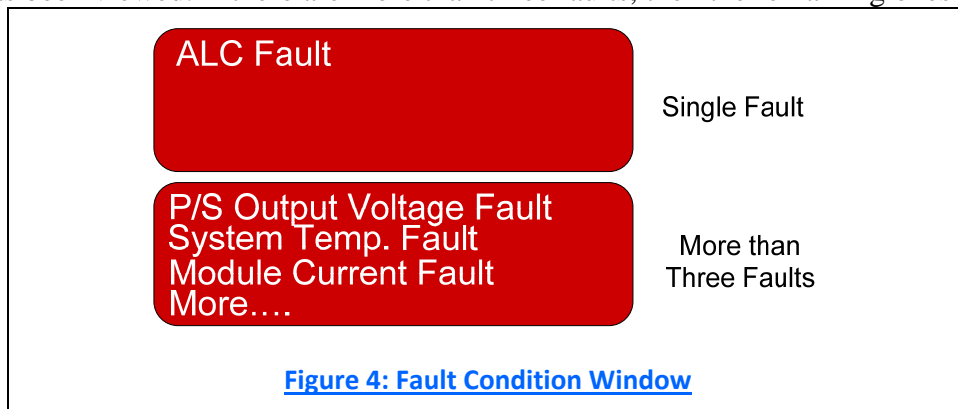 ALC Fault
Single Fault
P/S Output Voltage Fault
System Temp. Fault
Module Current Fault
More....
More than
Three Faults
Figure 4: Fault Condition Window